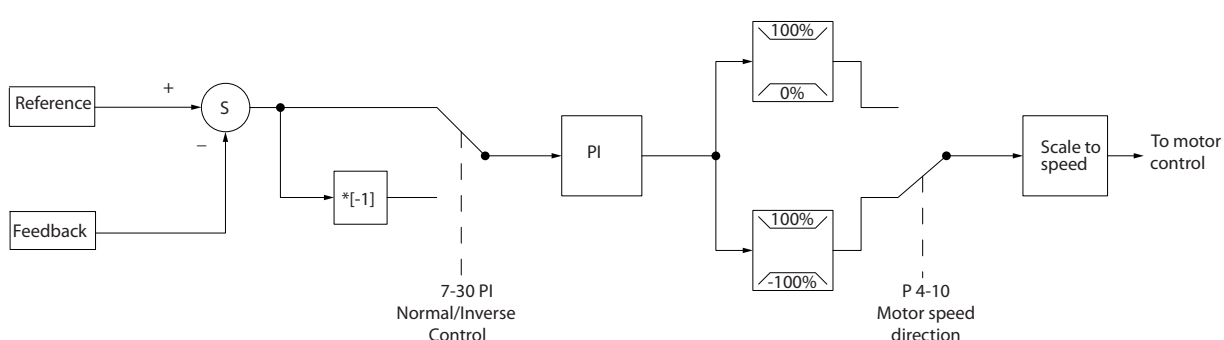 100%
0%
Reference
+
S
−
PI
Scale to
speed
To motor
control
*[-1]
Feedback
100%
-100%
7-30 PI
Normal/Inverse
Control
P 4-10
Motor speed
direction